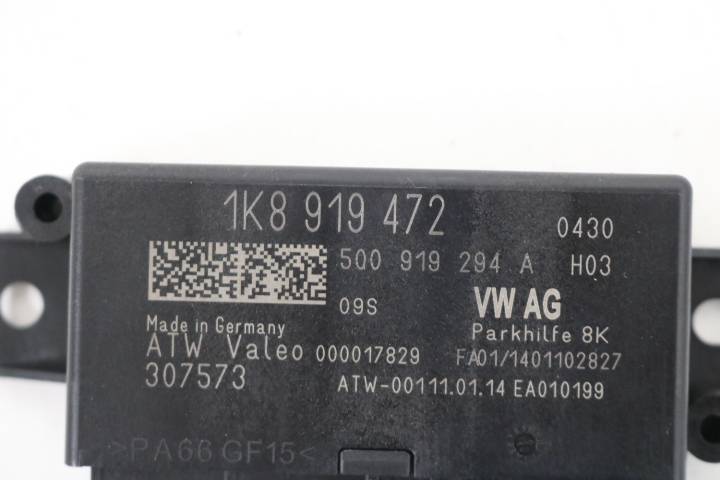 1K8 919 472 0430
5Q0 919 294 A H03
09S VW AG
Made in Germany Parkhilfe 8K
ATW Valeo 000017829 FA01/1401102827
307573 ATW-00111.01.14 EA010199
>PA66 GF15<